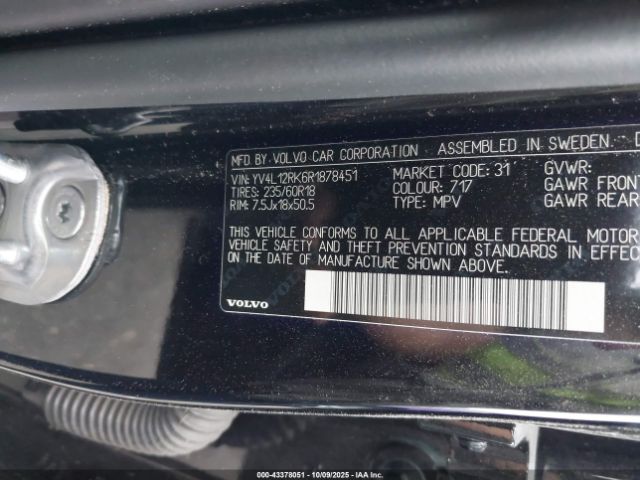 MFD. BY VOLVO CAR CORPORATION ASSEMBLED IN SWEDEN.
VIN: YV4L12RK6R1878451 MARKET CODE: 31 GVWR:
TIRES: 235/60R18 COLOUR: 717 GAWR FRON
RIM: 7.5Jx18x50.5 TYPE: MPV GAWR REAR
THIS VEHICLE CONFORMS TO ALL APPLICABLE FEDERAL MOTOR
VEHICLE SAFETY AND THEFT PREVENTION STANDARDS IN EFFEC
ON THE DATE OF MANUFACTURE SHOWN ABOVE.
VOLVO
00-43378051 - 10/09/2025 - IAA Inc.